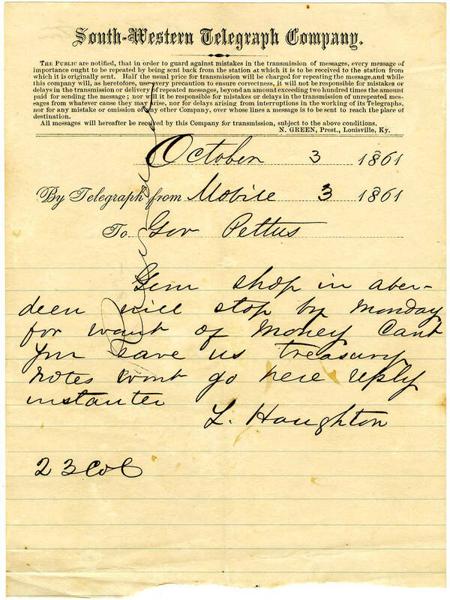 South-Western Telegraph Company.
THE PUBLIC are notified, that in order to guard against mistakes in the transmission of messages, every message of
importance ought to be repeated by being sent back from the station at which it is to be received to the station from
which it is originally sent. Half the usual price for transmission will be charged for repeating the message, and while
this company will, as heretofore, use every precaution to ensure correctness, it will not be responsible for mistakes or
delays in the transmission or delivery of repeated messages, beyond an amount exceeding two hundred times the amount
paid for sending the message; nor will it be responsible for mistakes or delays in the transmission of unrepeated mes-
sages from whatever cause they may arise, nor for delays arising from interruptions in the working of its Telegraphs,
nor for any mistake or omission of any other Company, over whose lines a message is to be sent to reach the place of
destination.
All messages will hereafter be received by this Company for transmission, subject to the above conditions.
N. GREEN, Prest., Louisville, Ky.
October 3 1861
By Telegraph from Mobile 3 1861
To Gov Pettus
Gun shop in aber-
deen will stop by Monday
for want of Money Cant
you save us treasury
notes wont go here reply
instanter
L. Houghton
23 Col